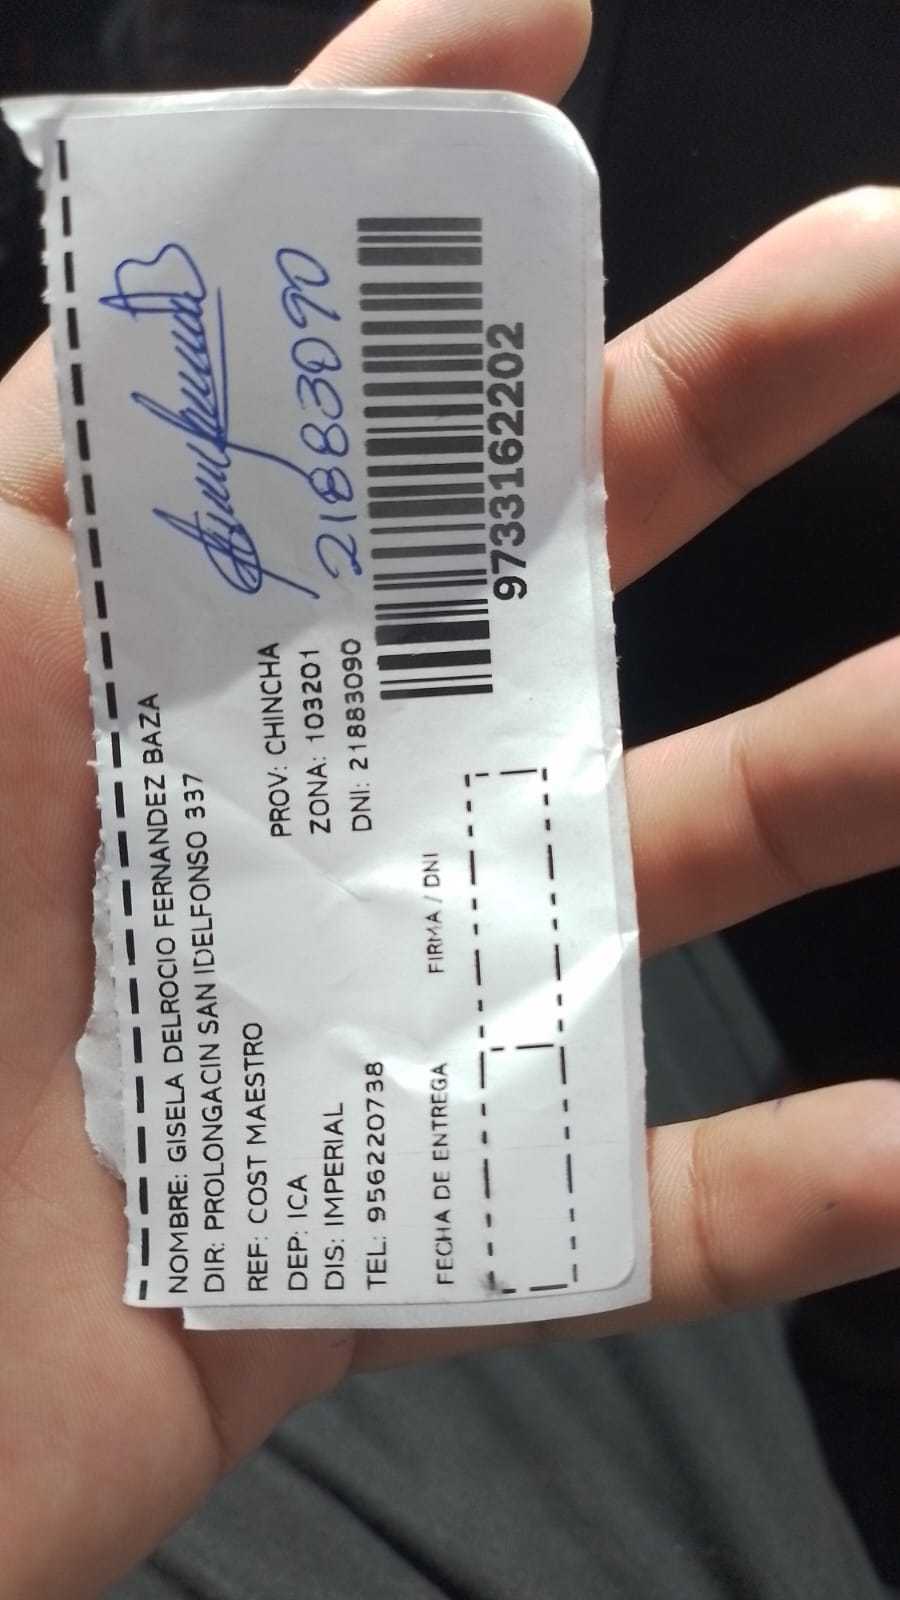 NOMBRE: GISELA DELROCIO FERNANDEZ BAZA
DIR: PROLONGACIN SAN IDELFONSO 337
REF: COST MAESTRO
DEP: ICA
PROV: CHINCHA
DIS: IMPERIAL
ZONA: 103201
TEL: 956220738
DNI: 21883090
21883090
9733162202
FECHA DE ENTREGA
FIRMA / DNI